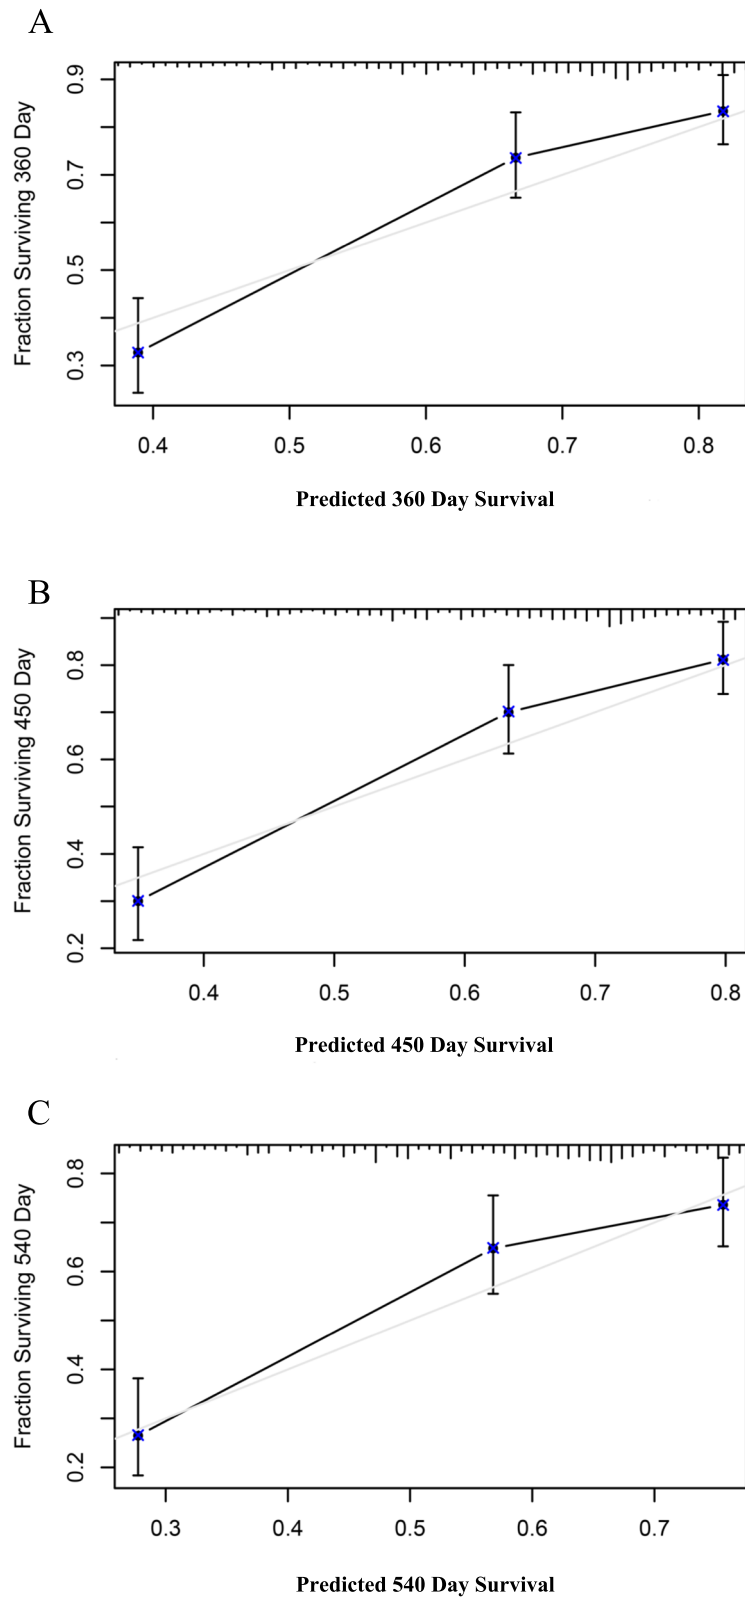 A
Fraction Surviving 360 Day
0.9
0.7
0.5
0.3
0.4 0.5 0.6 0.7 0.8
Predicted 360 Day Survival
B
Fraction Surviving 450 Day
0.8
0.6
0.4
0.2
0.4 0.5 0.6 0.7 0.8
Predicted 450 Day Survival
C
Fraction Surviving 540 Day
0.8
0.6
0.4
0.2
0.3 0.4 0.5 0.6 0.7
Predicted 540 Day Survival